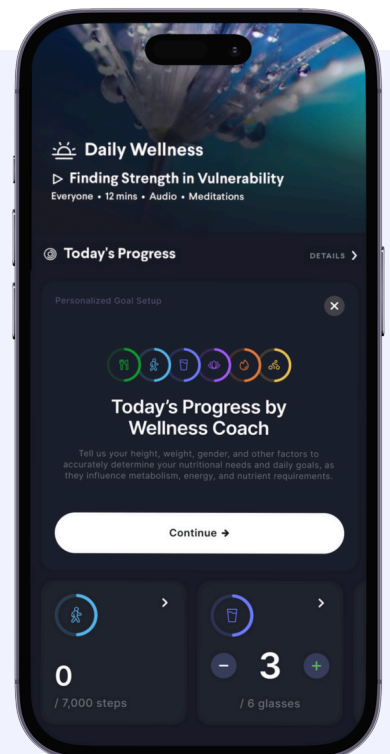 Daily Wellness
Finding Strength in Vulnerability
Everyone • 12 mins • Audio • Meditations
Today's Progress
DETAILS
Personalized Goal Setup
Today's Progress by
Wellness Coach
Tell us your height, weight, gender, and other factors to
accurately determine your nutritional needs and daily goals, as
they influence metabolism, energy, and nutrient requirements.
Continue →
0
/ 7,000 steps
− 3 +
/ 6 glasses